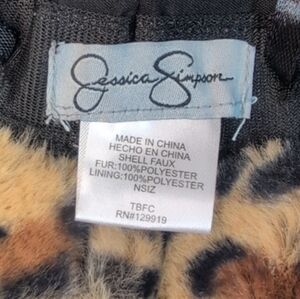 Jessica Simpson
MADE IN CHINA
HECHO EN CHINA
SHELL FAUX
FUR:100%POLYESTER
LINING:100%POLYESTER
NSIZ
TBFC
RN#129919